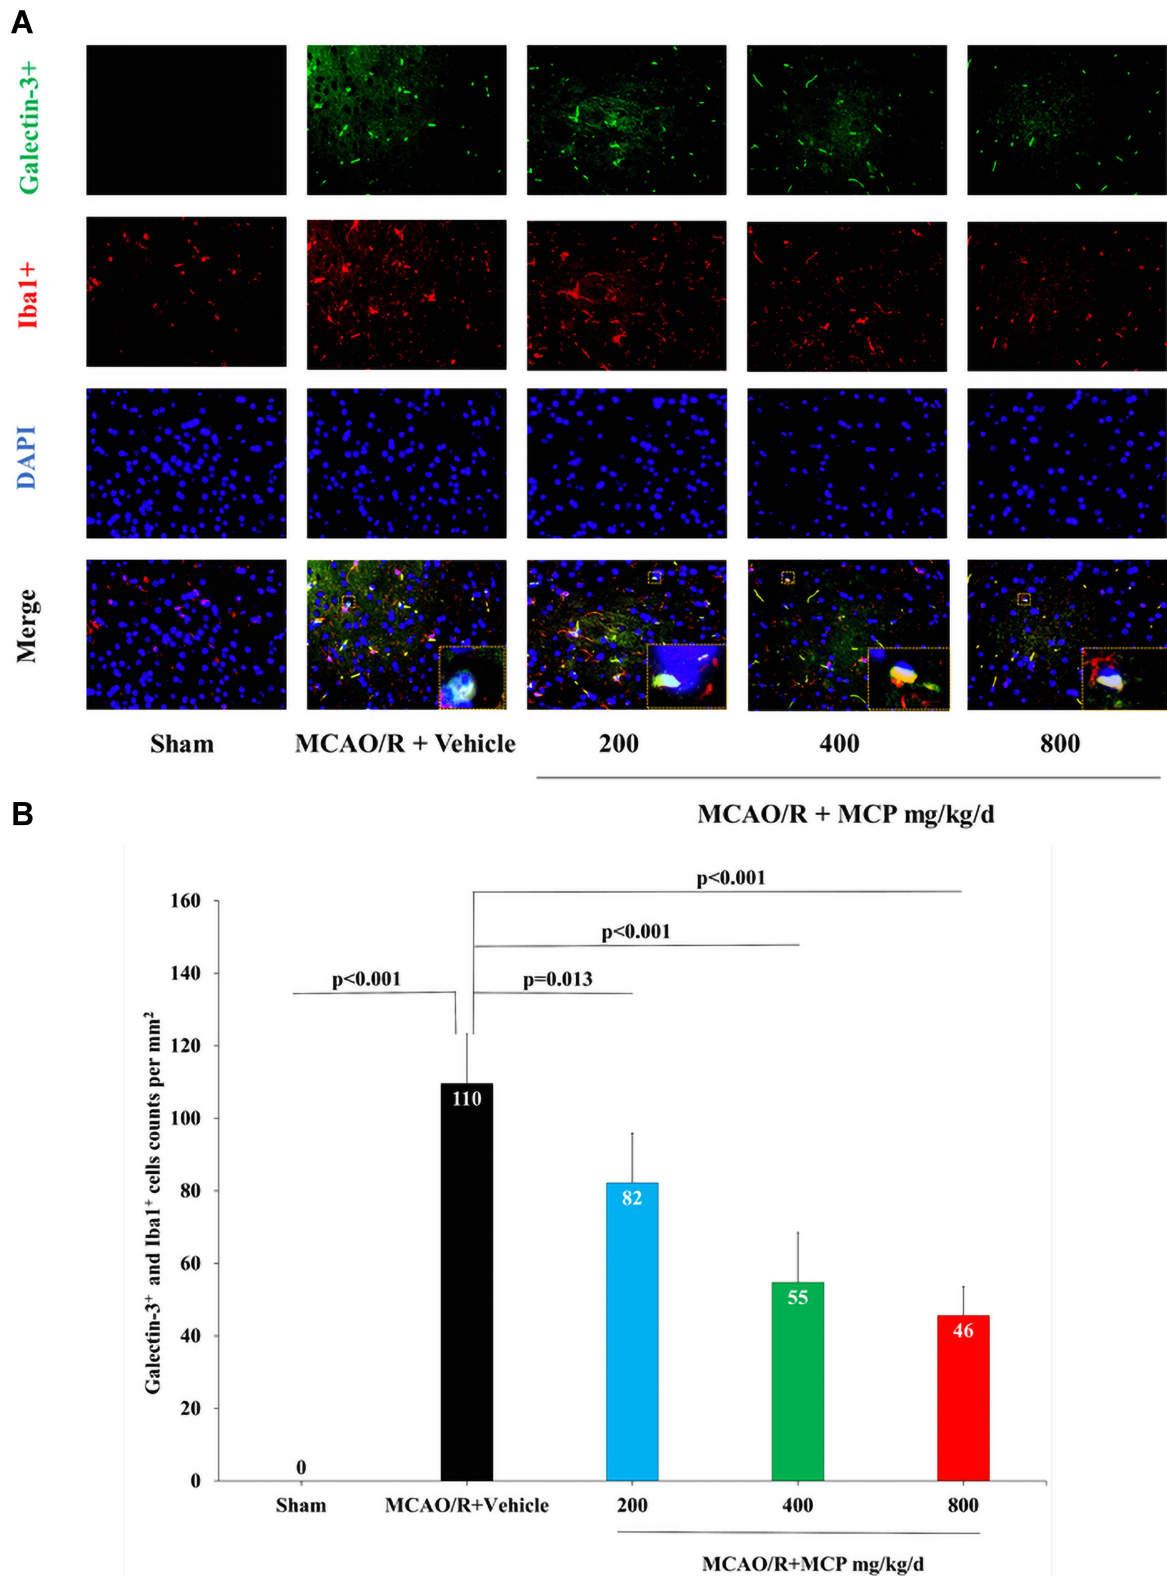 A
Galectin-3+
Iba1+
DAPI
Merge
Sham MCAO/R + Vehicle 200 400 800
MCAO/R + MCP mg/kg/d
B
p<0.001
p<0.001
p<0.001 p=0.013
Galectin-3⁺ and Iba1⁺ cells counts per mm²
160
140
120
100
80
60
40
20
0
0
110
82
55
46
Sham MCAO/R+Vehicle 200 400 800
MCAO/R+MCP mg/kg/d